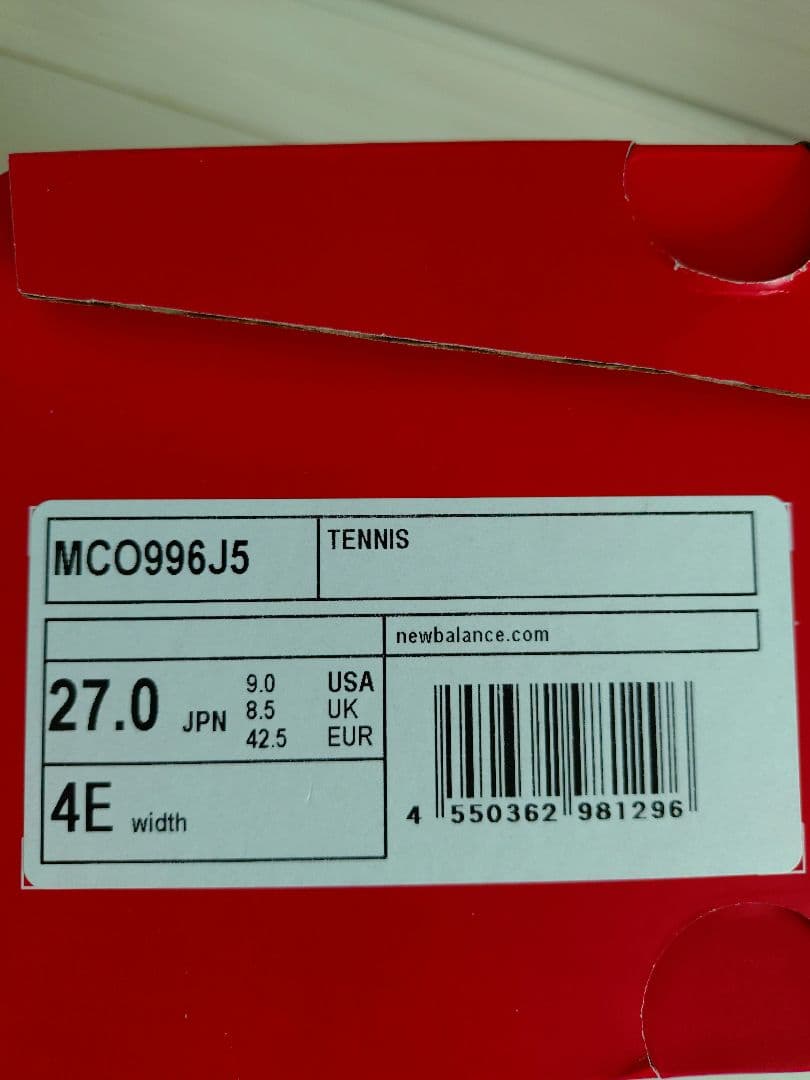 MCO996J5
TENNIS
newbalance.com
27.0 JPN
9.0 USA
8.5 UK
42.5 EUR
4E width
4 550362 981296